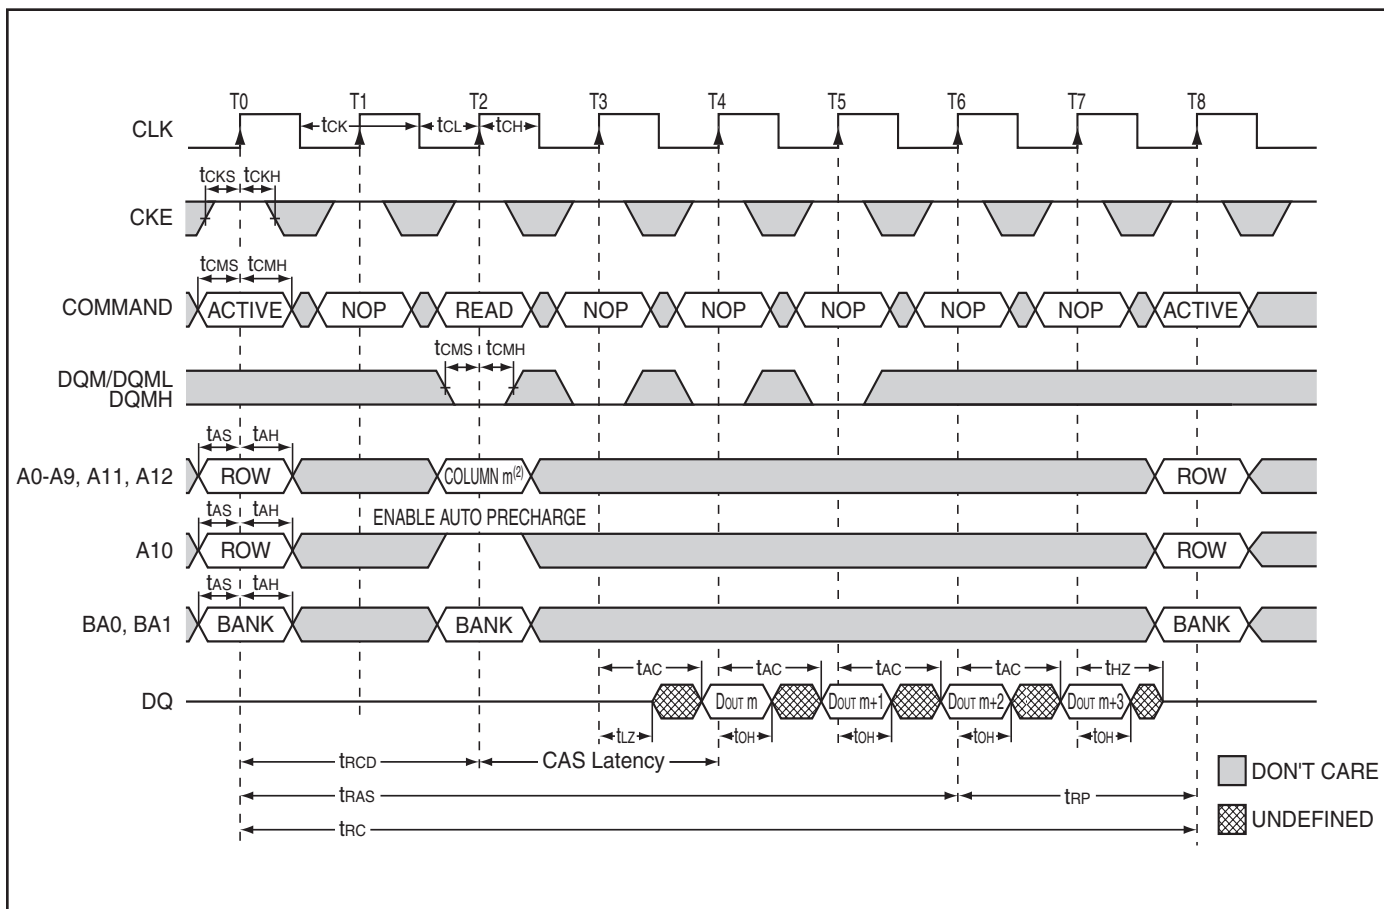 T0 T1 T2 T3 T4 T5 T6 T7 T8
CLK tCK tCL tCH
tCKS tCKH
CKE
tCMS tCMH
COMMAND ACTIVE NOP READ NOP NOP NOP NOP NOP ACTIVE
tCMS tCMH
DQM/DQML
DQMH
tAS tAH
A0-A9, A11, A12 ROW COLUMN m(2) ROW
tAS tAH ENABLE AUTO PRECHARGE
A10 ROW ROW
tAS tAH
BA0, BA1 BANK BANK BANK
tAC tAC tAC tAC tHZ
DQ DOUT m DOUT m+1 DOUT m+2 DOUT m+3
tLZ tOH tOH tOH tOH
tRCD CAS Latency
DON'T CARE
tRAS tRP
UNDEFINED
tRC